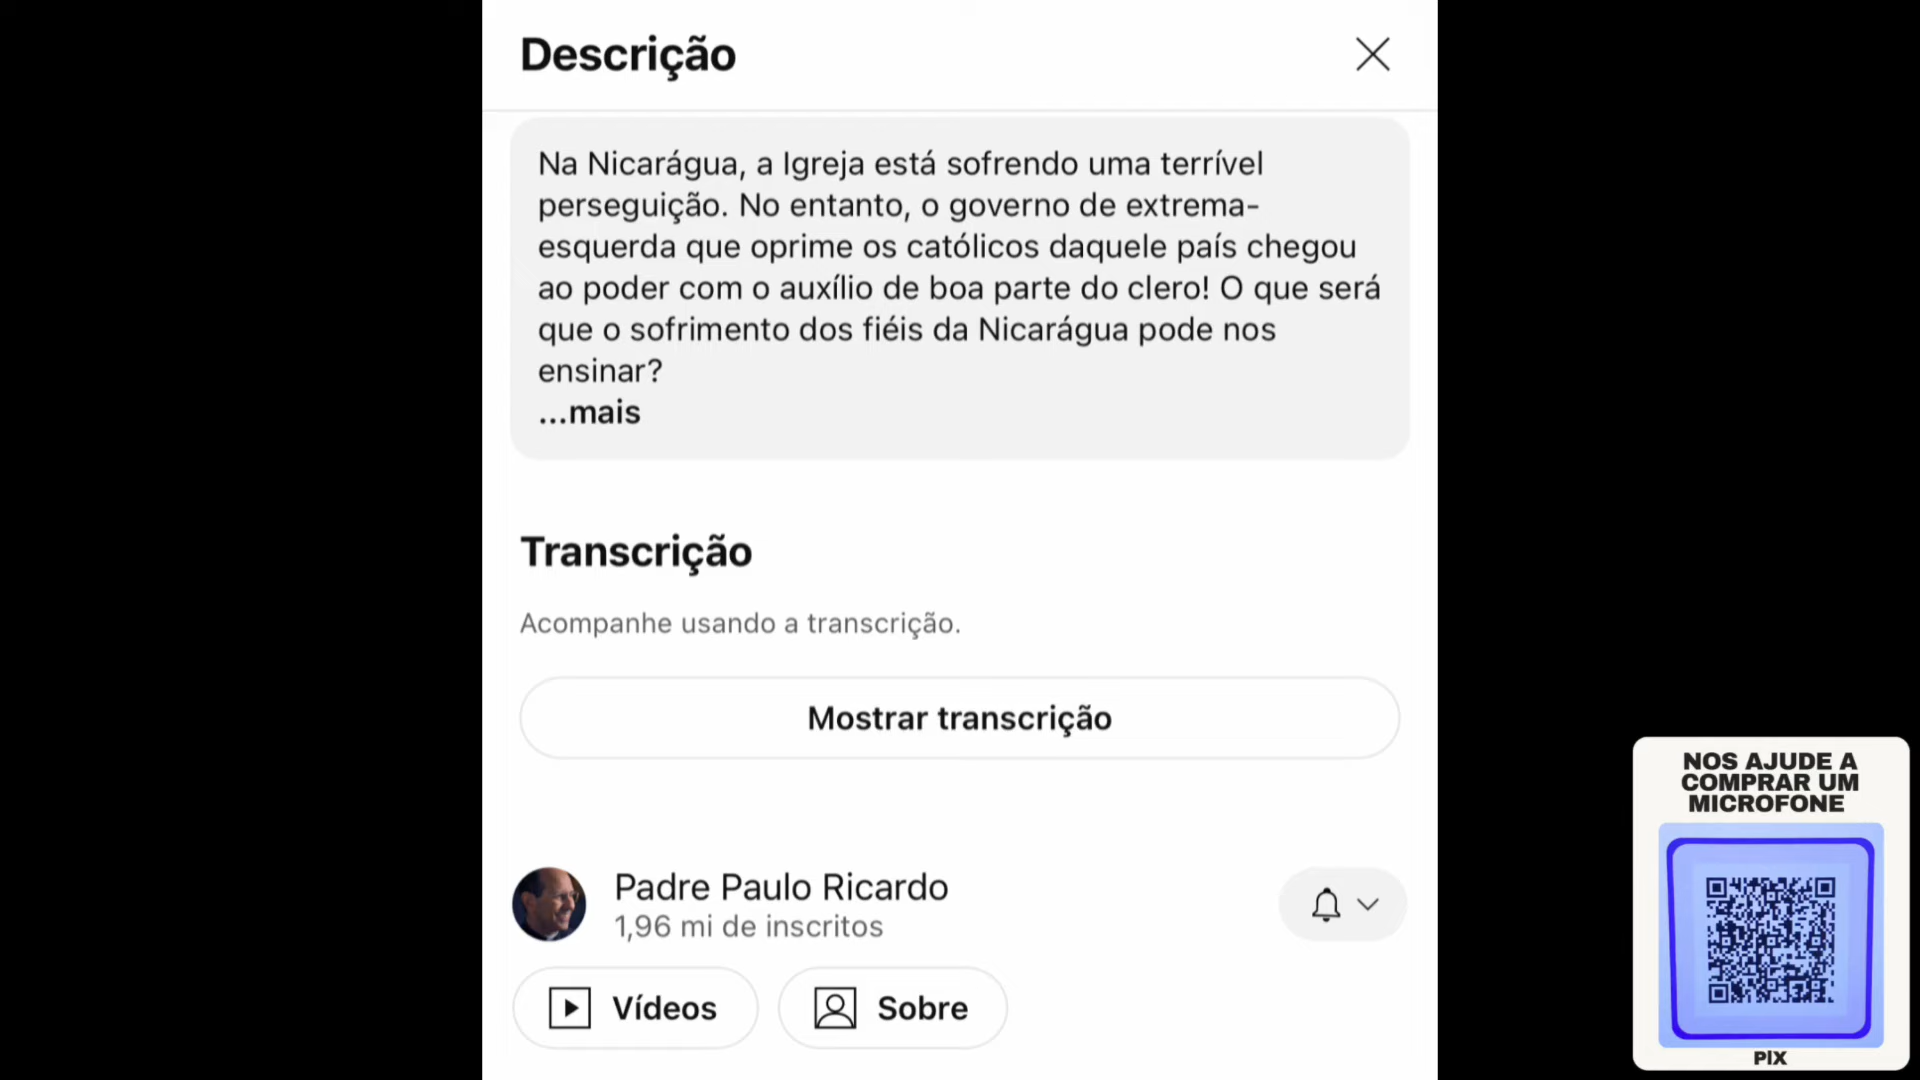 Descrição
Na Nicarágua, a Igreja está sofrendo uma terrível
perseguição. No entanto, o governo de extrema-
esquerda que oprime os católicos daquele país chegou
ao poder com o auxílio de boa parte do clero! O que será
que o sofrimento dos fiéis da Nicarágua pode nos
ensinar?
...mais
Transcrição
Acompanhe usando a transcrição.
Mostrar transcrição
Padre Paulo Ricardo
1,96 mi de inscritos
Vídeos
Sobre
NOS AJUDE A
COMPRAR UM
MICROFONE
PIX